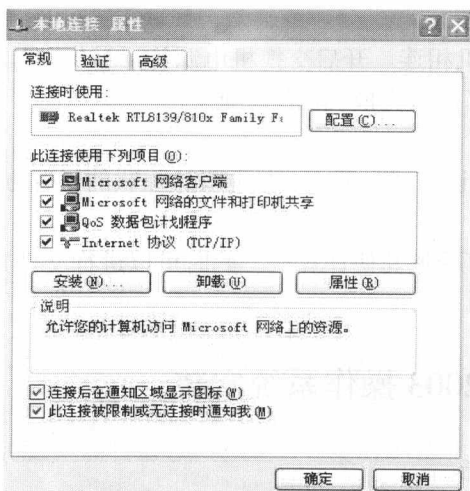 本地连接 属性
常规 验证 高级
连接时使用:
Realtek RTL8139/810x Family F
配置(C)...
此连接使用下列项目(O):
Microsoft 网络客户端
Microsoft 网络的文件和打印机共享
QoS 数据包计划程序
Internet 协议 (TCP/IP)
安装(N)... 卸载(U) 属性(R)
说明
允许您的计算机访问 Microsoft 网络上的资源。
连接后在通知区域显示图标(W)
此连接被限制或无连接时通知我(M)
确定 取消